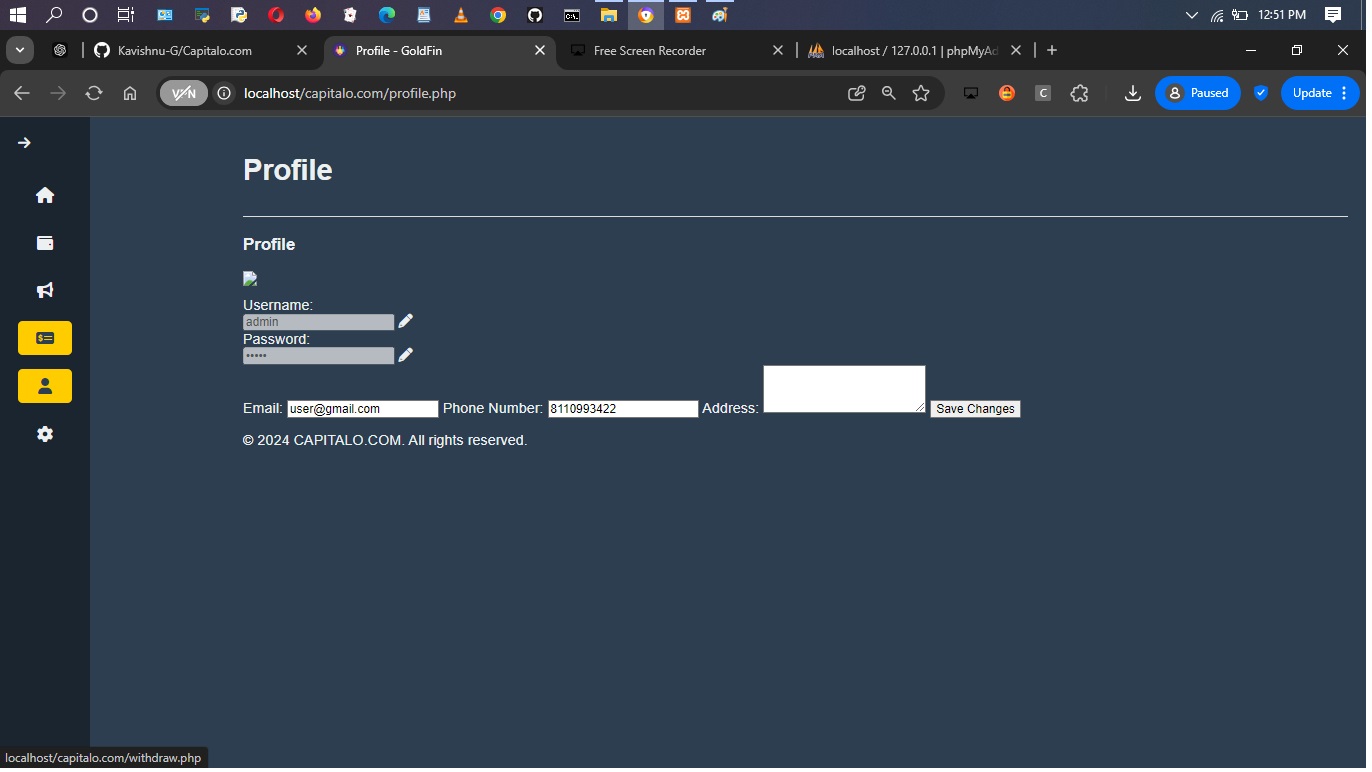 12:51 PM
Kavishnu-G/Capitalo.com
Profile - GoldFin
Free Screen Recorder
localhost / 127.0.0.1 | phpMyAd
VPN
localhost/capitalo.com/profile.php
C
Paused
Update
Profile
Profile
Username:
admin
Password:
•••••
Email: user@gmail.com Phone Number: 8110993422 Address: Save Changes
© 2024 CAPITALO.COM. All rights reserved.
localhost/capitalo.com/withdraw.php